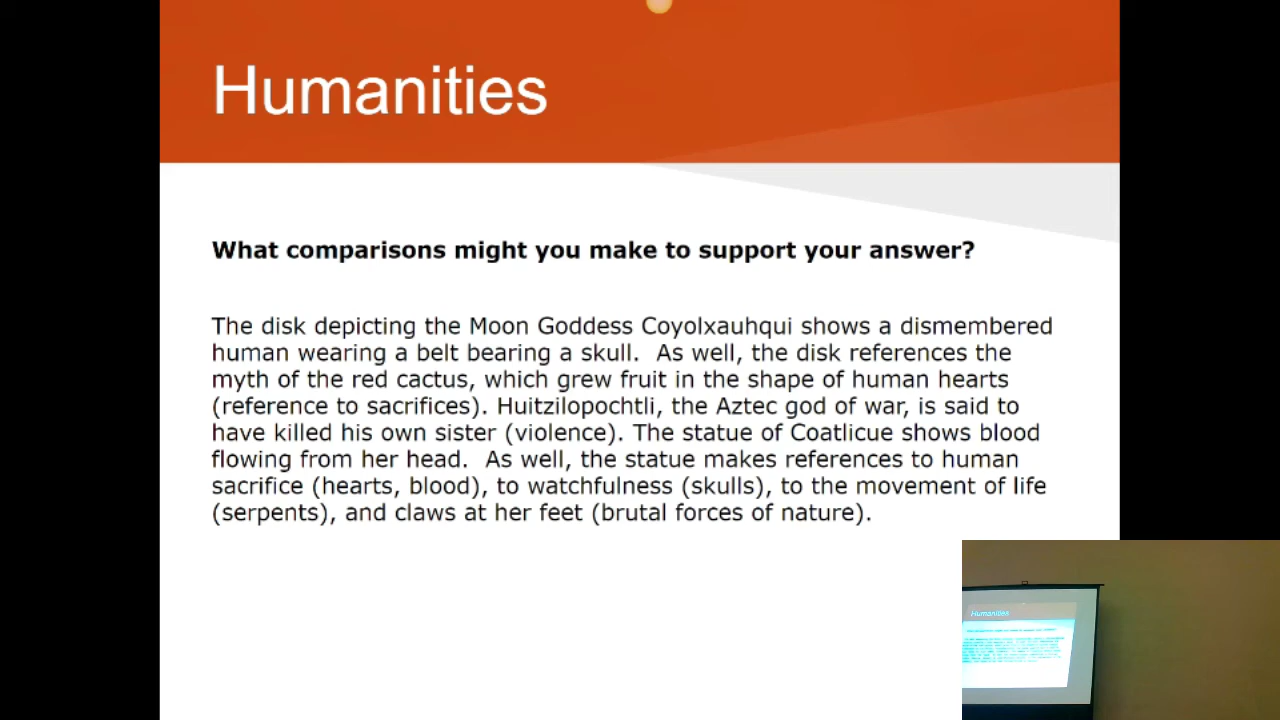 Humanities
What comparisons might you make to support your answer?
The disk depicting the Moon Goddess Coyolxauhqui shows a dismembered
human wearing a belt bearing a skull.  As well, the disk references the
myth of the red cactus, which grew fruit in the shape of human hearts
(reference to sacrifices). Huitzilopochtli, the Aztec god of war, is said to
have killed his own sister (violence). The statue of Coatlicue shows blood
flowing from her head.  As well, the statue makes references to human
sacrifice (hearts, blood), to watchfulness (skulls), to the movement of life
(serpents), and claws at her feet (brutal forces of nature).
Humanities